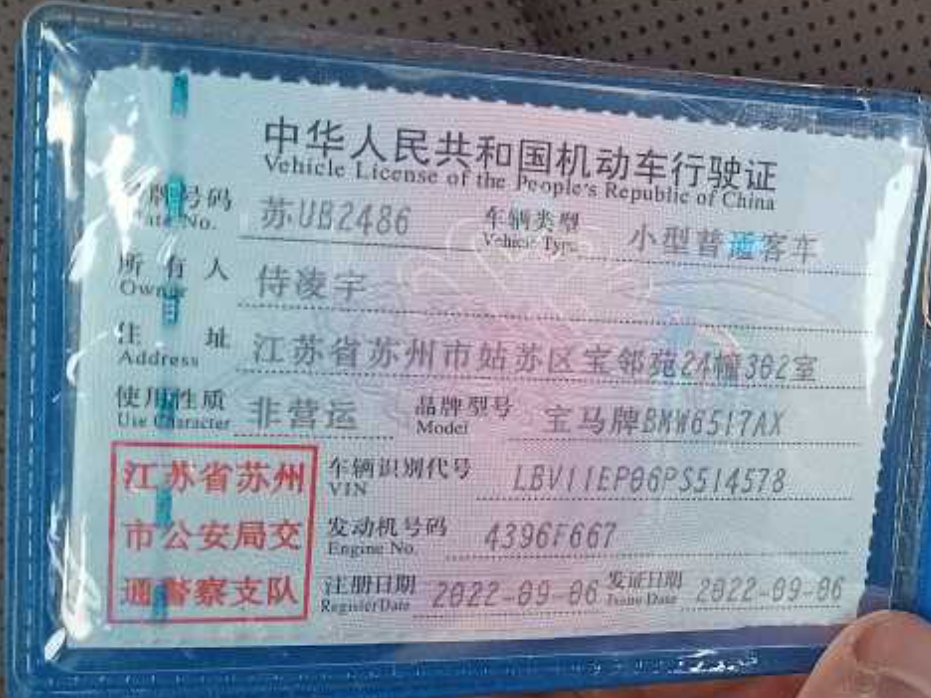 中华人民共和国机动车行驶证
Vehicle License of the People's Republic of China
牌号码 苏UB2486 车辆类型 小型普通客车
Plate No. Vehicle Type
所有人 侍凌宇
Owner
住址 江苏省苏州市姑苏区宝邻苑24幢302室
Address
使用性质 非营运 品牌型号 宝马牌BMW6517AX
Use Character Model
江苏省苏州 车辆识别代号 LBV11EP06PS514578
VIN
市公安局交 发动机号码 4396F667
Engine No.
通警察支队 注册日期 2022-09-06 发证日期 2022-09-06
Register Date Issue Date